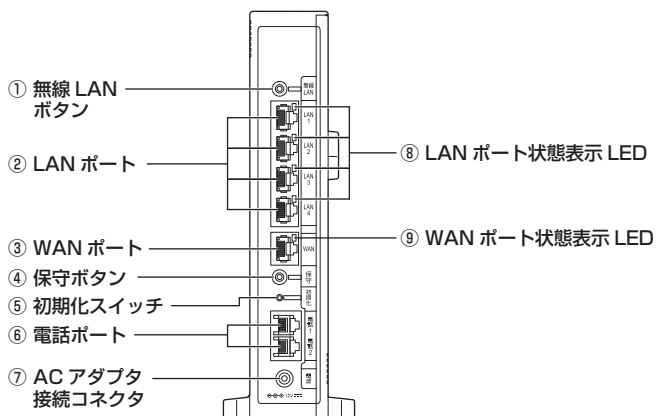 ① 無線 LAN
ボタン
② LAN ポート
③ WAN ポート
④ 保守ボタン
⑤ 初期化スイッチ
⑥ 電話ポート
⑦ AC アダプタ
接続コネクタ
無線
LAN
LAN
1
LAN
2
LAN
3
LAN
4
WAN
保守
初期化
電話1
電話2
電源
12V
⑧ LAN ポート状態表示 LED
⑨ WAN ポート状態表示 LED